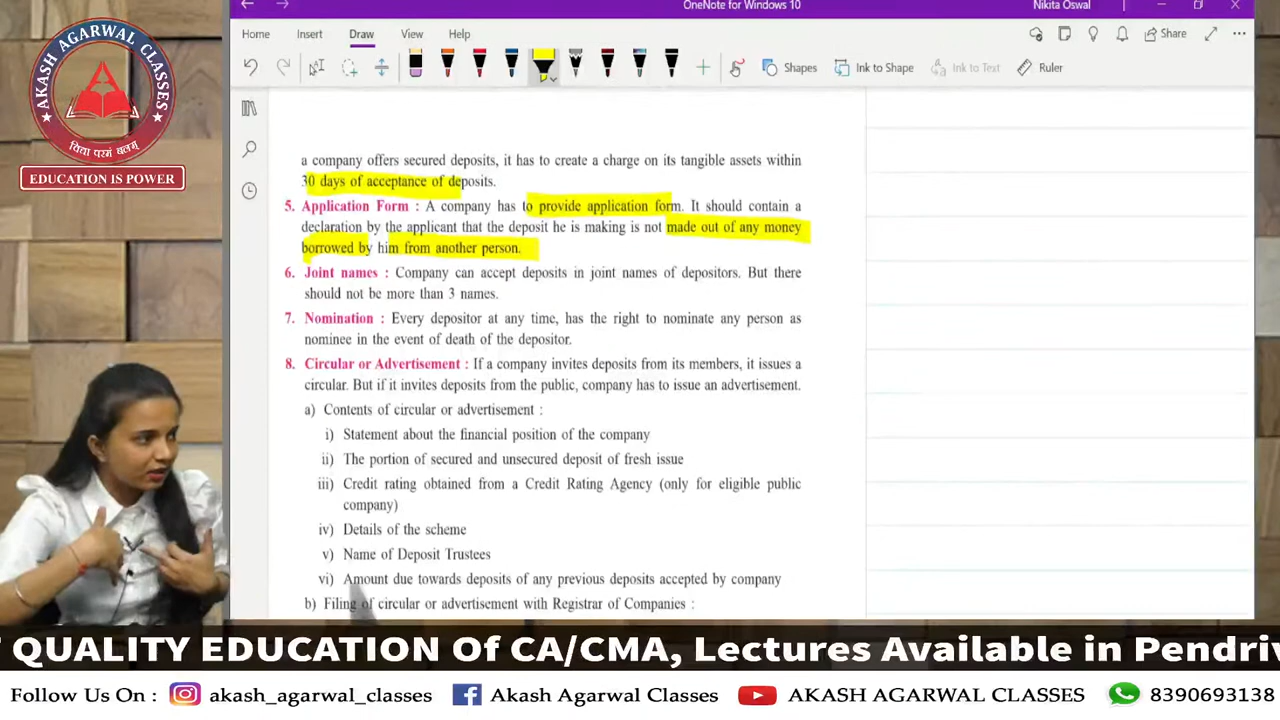 OneNote for Windows 10
Nikita Oswal
Home Insert Draw View Help
Share
Shapes Ink to Shape Ink to Text Ruler
AKASH AGARWAL CLASSES
विद्या परमं बलम्
EDUCATION IS POWER
a company offers secured deposits, it has to create a charge on its tangible assets within
30 days of acceptance of deposits.
5. Application Form : A company has to provide application form. It should contain a
declaration by the applicant that the deposit he is making is not made out of any money
borrowed by him from another person.
6. Joint names : Company can accept deposits in joint names of depositors. But there
should not be more than 3 names.
7. Nomination : Every depositor at any time, has the right to nominate any person as
nominee in the event of death of the depositor.
8. Circular or Advertisement : If a company invites deposits from its members, it issues a
circular. But if it invites deposits from the public, company has to issue an advertisement.
a) Contents of circular or advertisement :
i) Statement about the financial position of the company
ii) The portion of secured and unsecured deposit of fresh issue
iii) Credit rating obtained from a Credit Rating Agency (only for eligible public
company)
iv) Details of the scheme
v) Name of Deposit Trustees
vi) Amount due towards deposits of any previous deposits accepted by company
b) Filing of circular or advertisement with Registrar of Companies :
QUALITY EDUCATION Of CA/CMA, Lectures Available in Pendriv
Follow Us On : akash_agarwal_classes Akash Agarwal Classes AKASH AGARWAL CLASSES 8390693138